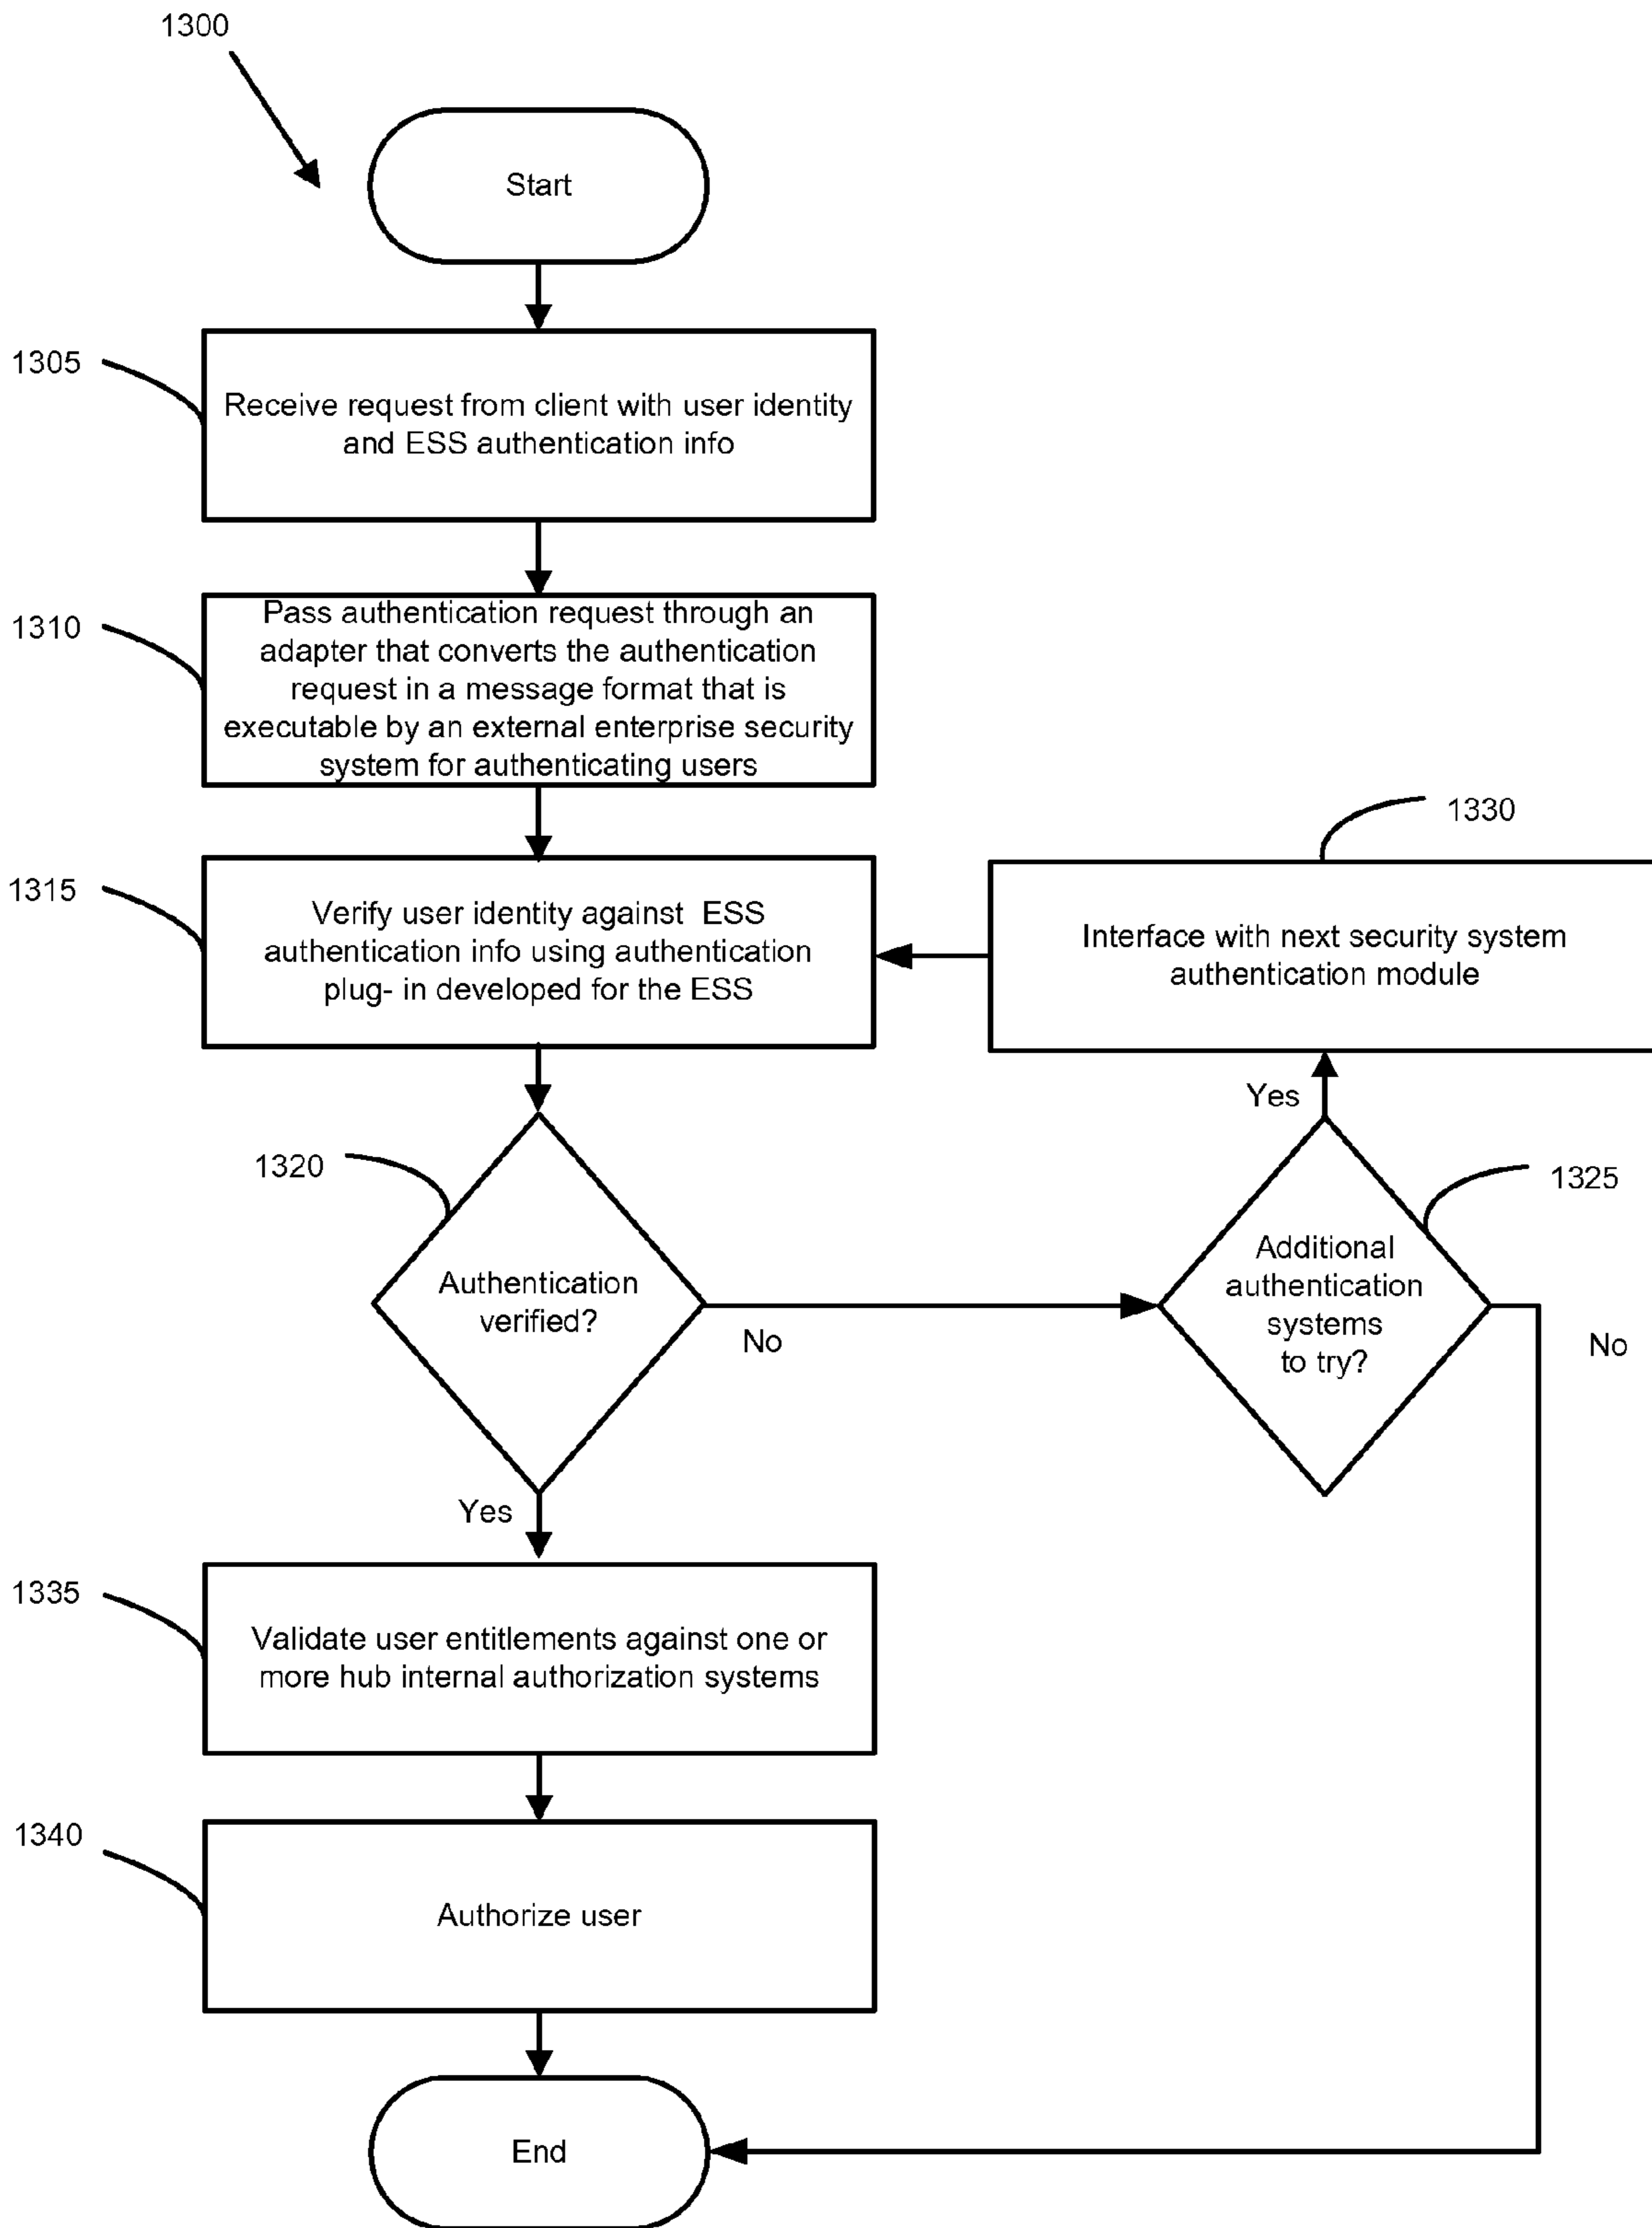 1300
Start
1305
Receive request from client with user identity
and ESS authentication info
1310
Pass authentication request through an
adapter that converts the authentication
request in a message format that is
executable by an external enterprise security
system for authenticating users
1315
Verify user identity against ESS
authentication info using authentication
plug- in developed for the ESS
1330
Interface with next security system
authentication module
Yes
1320
Authentication
verified?
No
1325
Additional
authentication
systems
to try?
No
Yes
1335
Validate user entitlements against one or
more hub internal authorization systems
1340
Authorize user
End